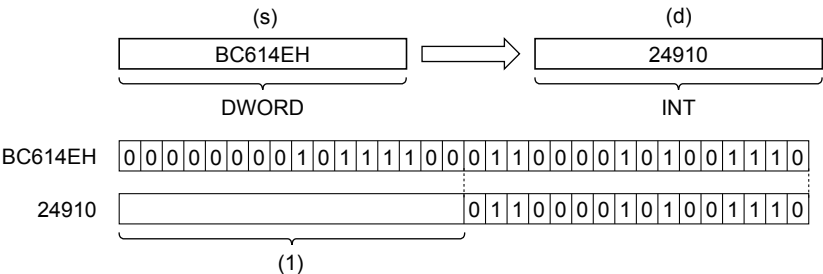 (s) (d)
BC614EH 24910
DWORD INT
BC614EH 0 0 0 0 0 0 0 0 1 0 1 1 1 1 0 0 0 1 1 0 0 0 0 1 0 1 0 0 1 1 1 0
24910 0 1 1 0 0 0 0 1 0 1 0 0 1 1 1 0
(1)